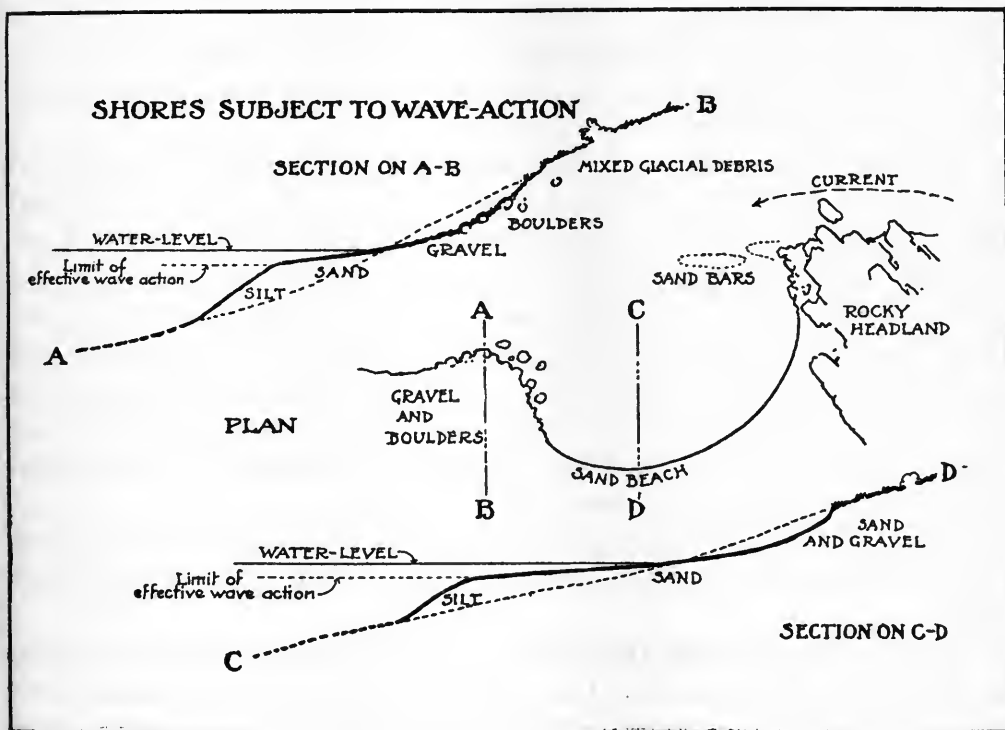 SHORES SUBJECT TO WAVE-ACTION
B
SECTION ON A-B
MIXED GLACIAL DEBRIS
CURRENT
BOULDERS
WATER-LEVEL
GRAVEL
Limit of
effective wave action
SAND
SAND BARS
SILT
ROCKY
HEADLAND
A
A
C
GRAVEL
AND
BOULDERS
PLAN
SAND BEACH
B
D
D
SAND
AND GRAVEL
WATER-LEVEL
Limit of
effective wave action
SAND
SILT
SECTION ON C-D
C